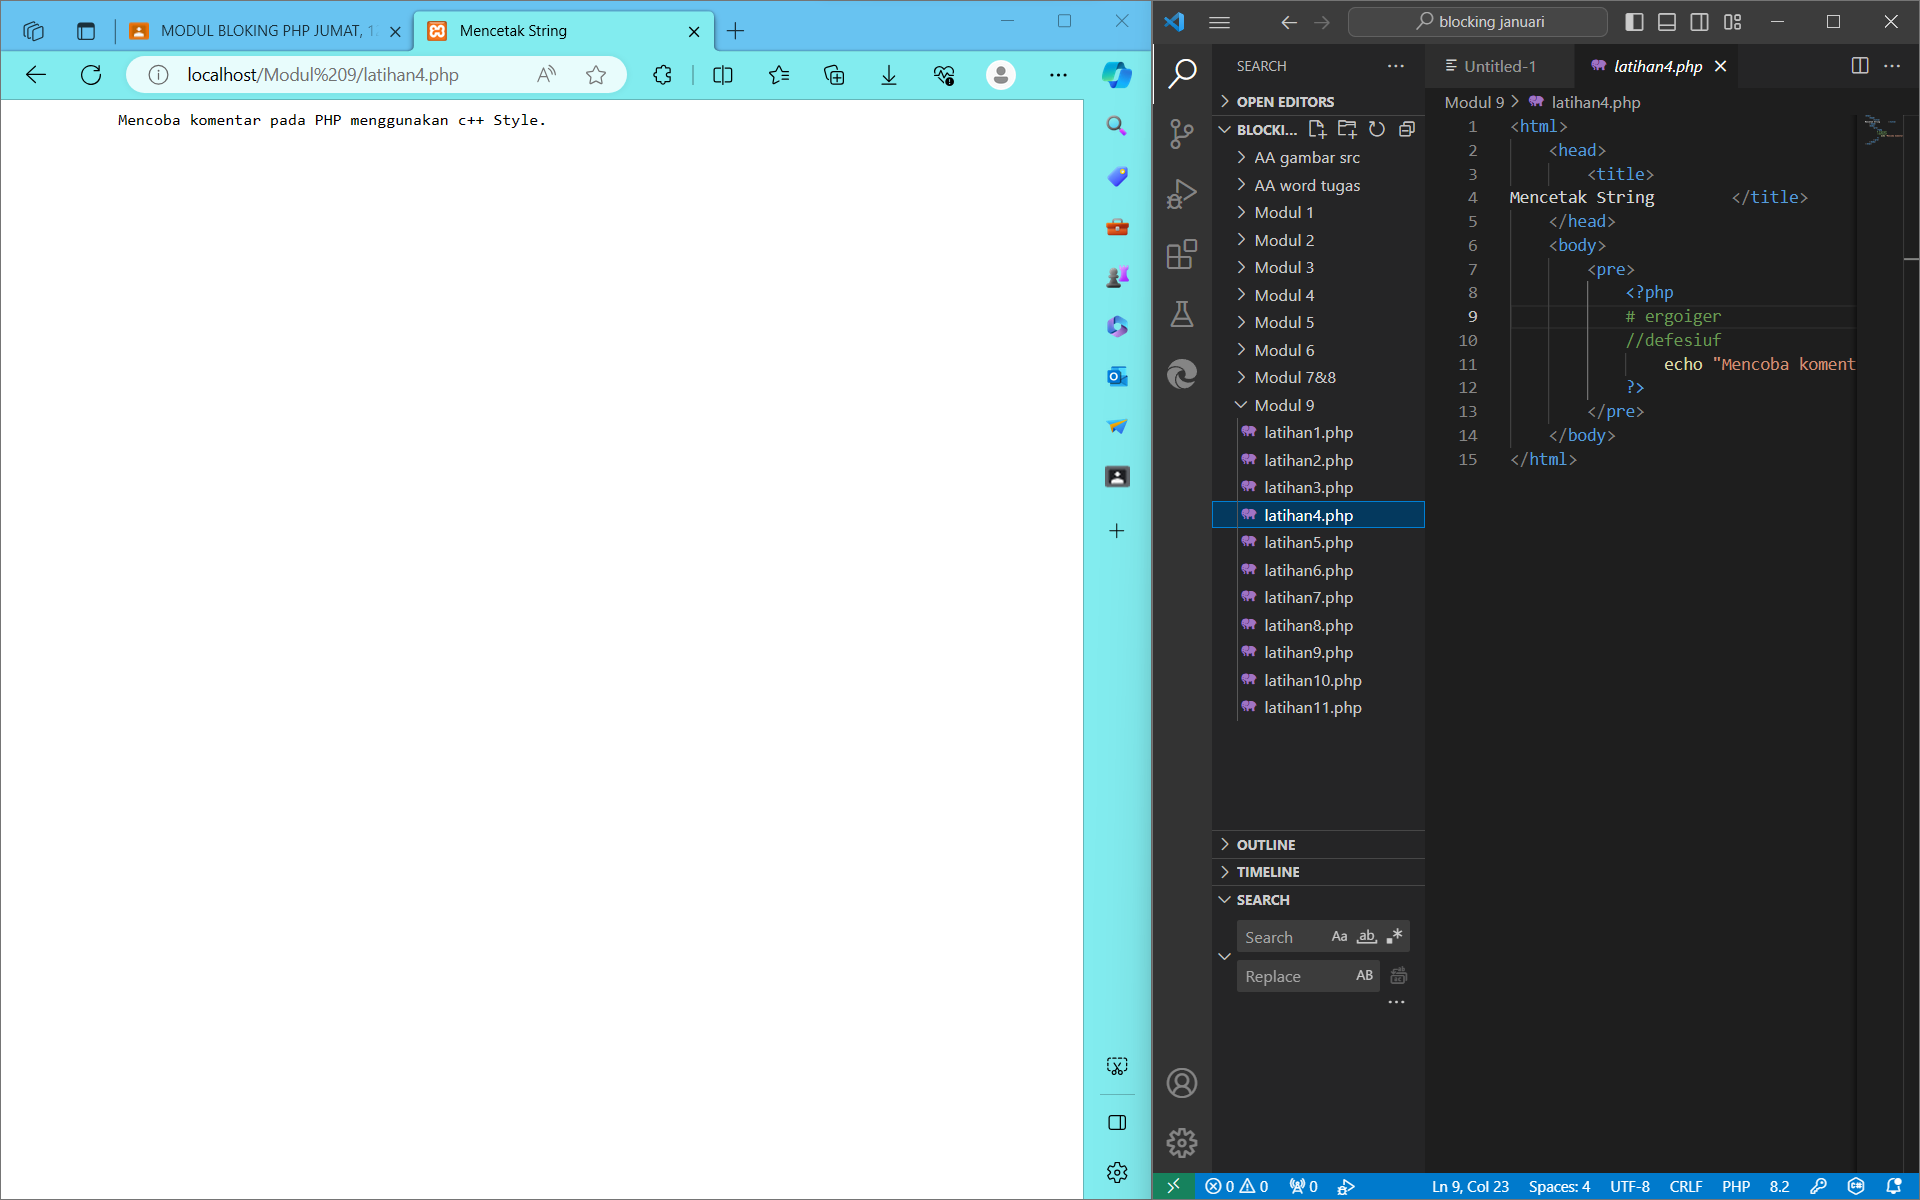 MODUL BLOKING PHP JUMAT, 1
Mencetak String
localhost/Modul%209/latihan4.php
Mencoba komentar pada PHP menggunakan c++ Style.
blocking januari
SEARCH
OPEN EDITORS
BLOCKI...
AA gambar src
AA word tugas
Modul 1
Modul 2
Modul 3
Modul 4
Modul 5
Modul 6
Modul 7&8
Modul 9
latihan1.php
latihan2.php
latihan3.php
latihan4.php
latihan5.php
latihan6.php
latihan7.php
latihan8.php
latihan9.php
latihan10.php
latihan11.php
OUTLINE
TIMELINE
SEARCH
Search Aa ab .*
Replace AB
Untitled-1
latihan4.php
Modul 9 > latihan4.php
1 <html>
2 <head>
3 <title>
4 Mencetak String </title>
5 </head>
6 <body>
7 <pre>
8 <?php
9 # ergoiger
10 //defesiuf
11 echo "Mencoba koment
12 ?>
13 </pre>
14 </body>
15 </html>
0 0 0 Ln 9, Col 23 Spaces: 4 UTF-8 CRLF PHP 8.2